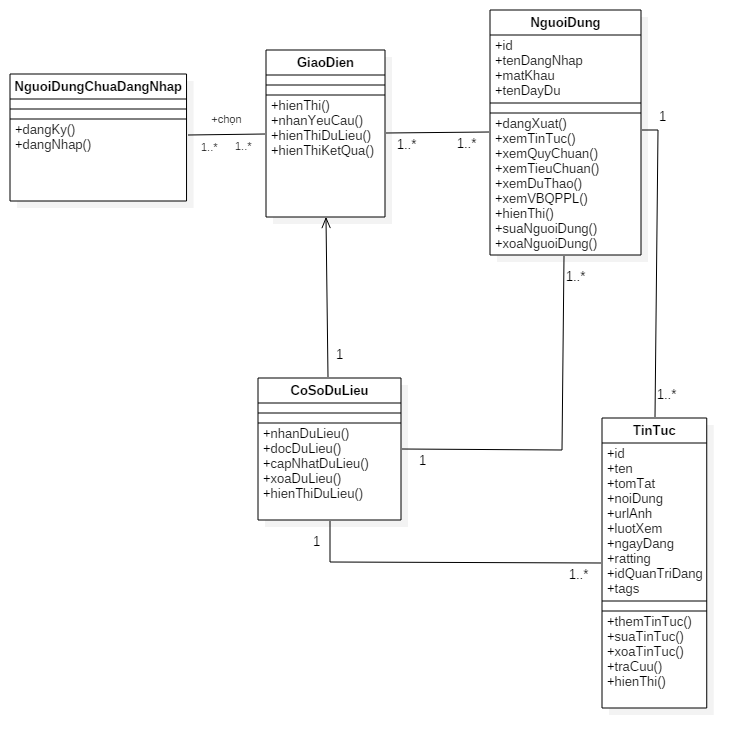 NguoiDungChuaDangNhap
+dangKy()
+dangNhap()
+chọn
1..*
1..*
GiaoDien
+hienThi()
+nhanYeuCau()
+hienThiDuLieu()
+hienThiKetQua()
1..*
1..*
NguoiDung
+id
+tenDangNhap
+matKhau
+tenDayDu
+dangXuat()
+xemTinTuc()
+xemQuyChuan()
+xemTieuChuan()
+xemDuThao()
+xemVBQPPL()
+hienThi()
+suaNguoiDung()
+xoaNguoiDung()
1
1..*
1
1..*
CoSoDuLieu
+nhanDuLieu()
+docDuLieu()
+capNhatDuLieu()
+xoaDuLieu()
+hienThiDuLieu()
1
1
1..*
TinTuc
+id
+ten
+tomTat
+noiDung
+urlAnh
+luotXem
+ngayDang
+ratting
+idQuanTriDang
+tags
+themTinTuc()
+suaTinTuc()
+xoaTinTuc()
+traCuu()
+hienThi()